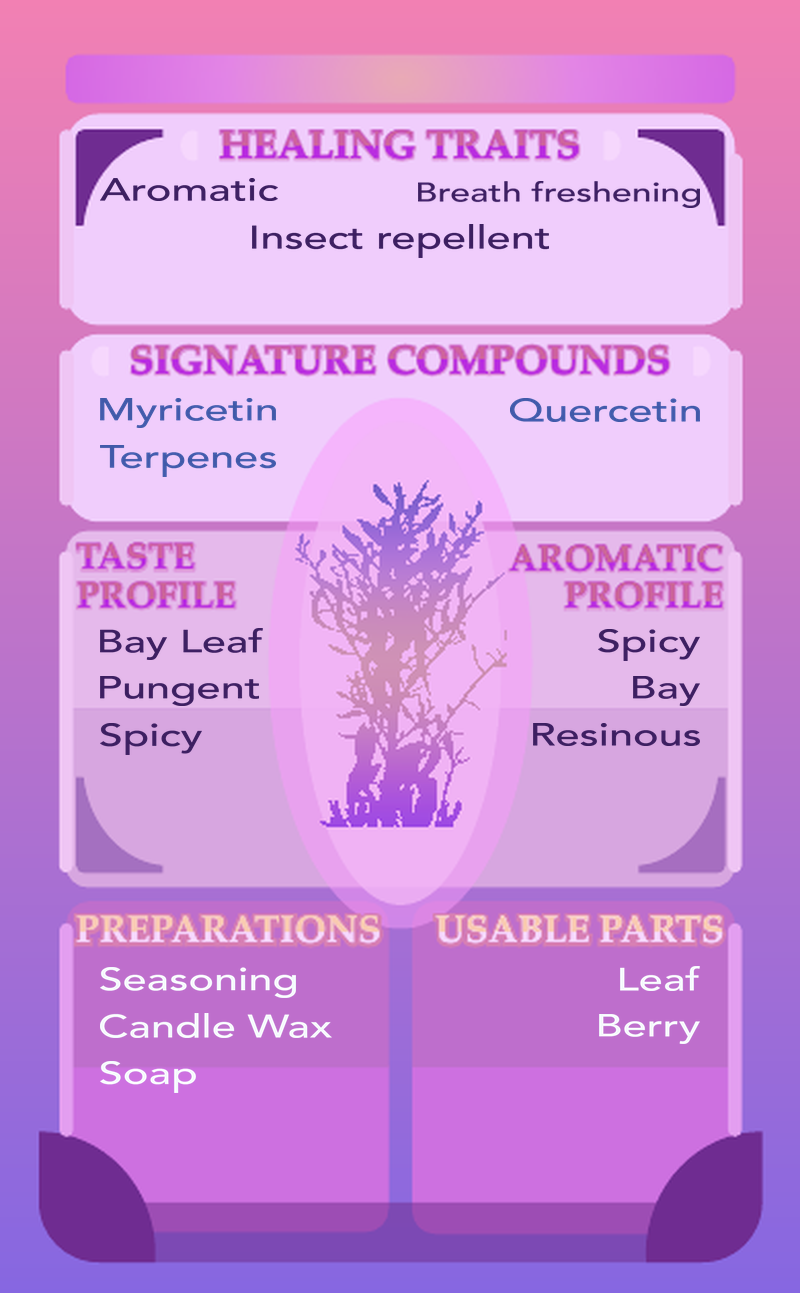 HEALING TRAITS
Aromatic Breath freshening
Insect repellent
SIGNATURE COMPOUNDS
Myricetin Quercetin
Terpenes
TASTE PROFILE
Bay Leaf
Pungent
Spicy
AROMATIC PROFILE
Spicy
Bay
Resinous
PREPARATIONS
Seasoning
Candle Wax
Soap
USABLE PARTS
Leaf
Berry